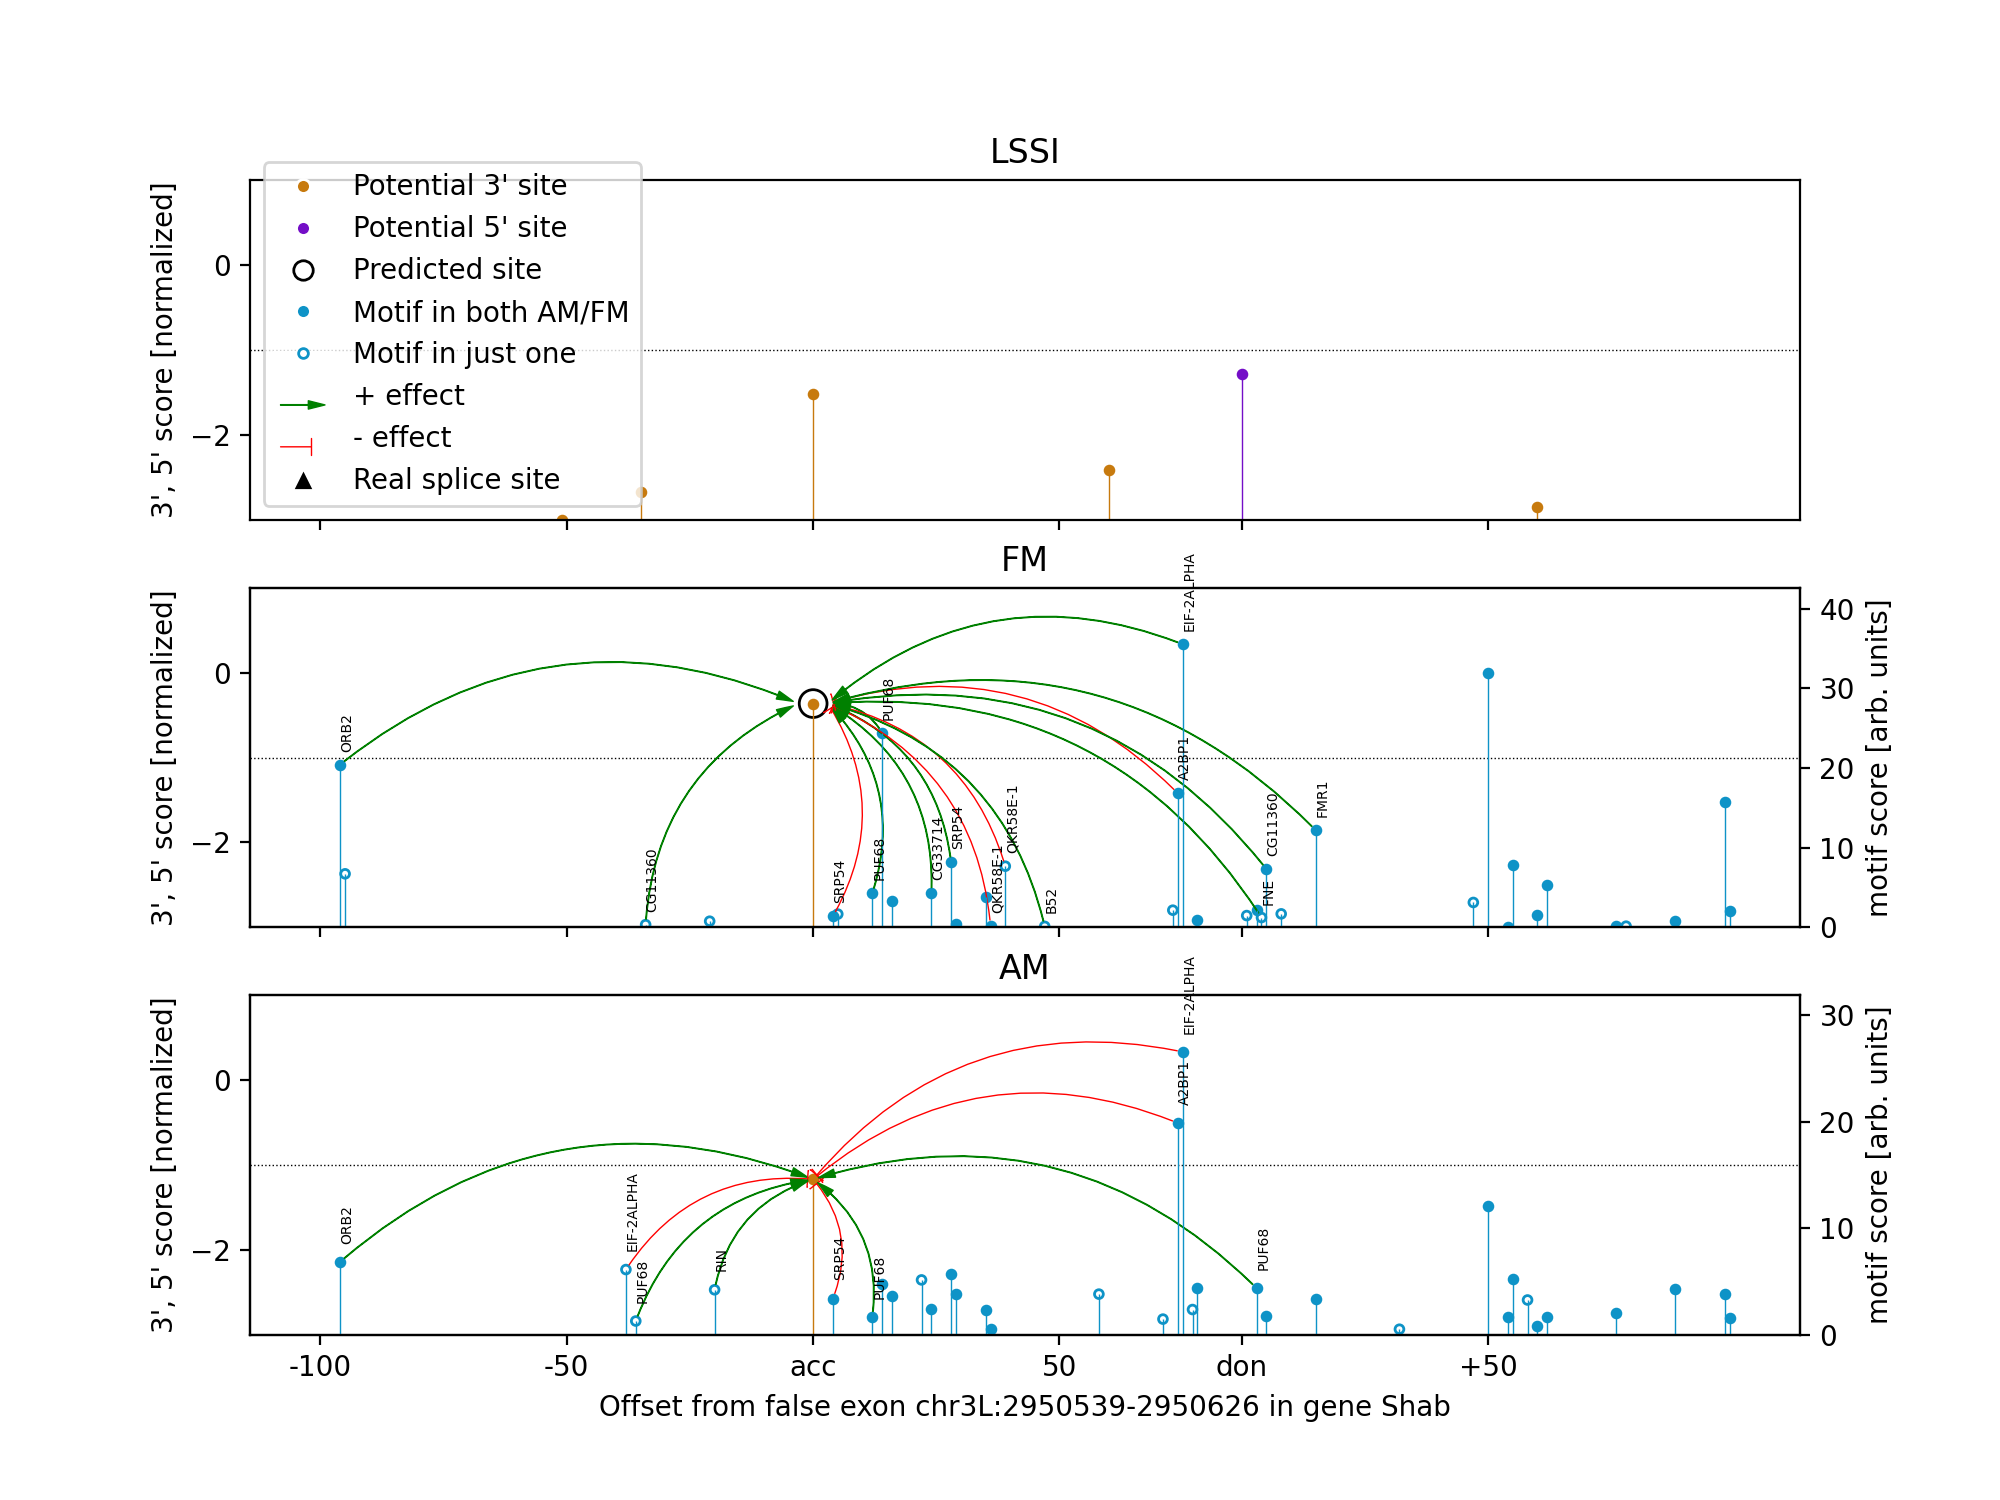 LSSI
3', 5' score [normalized]
0
−2
Potential 3' site
Potential 5' site
Predicted site
Motif in both AM/FM
Motif in just one
+ effect
- effect
Real splice site
FM
3', 5' score [normalized]
0
−2
motif score [arb. units]
40
30
20
10
0
ORB2
CG11360
SRP54
PUF68
PUF68
CG33714
SRP54
QKR58E-1
QKR58E-1
B52
A2BP1
EIF-2ALPHA
FNE
CG11360
FMR1
AM
3', 5' score [normalized]
0
−2
motif score [arb. units]
30
20
10
0
ORB2
EIF-2ALPHA
PUF68
RIN
SRP54
PUF68
A2BP1
EIF-2ALPHA
PUF68
-100
-50
acc
50
don
+50
Offset from false exon chr3L:2950539-2950626 in gene Shab